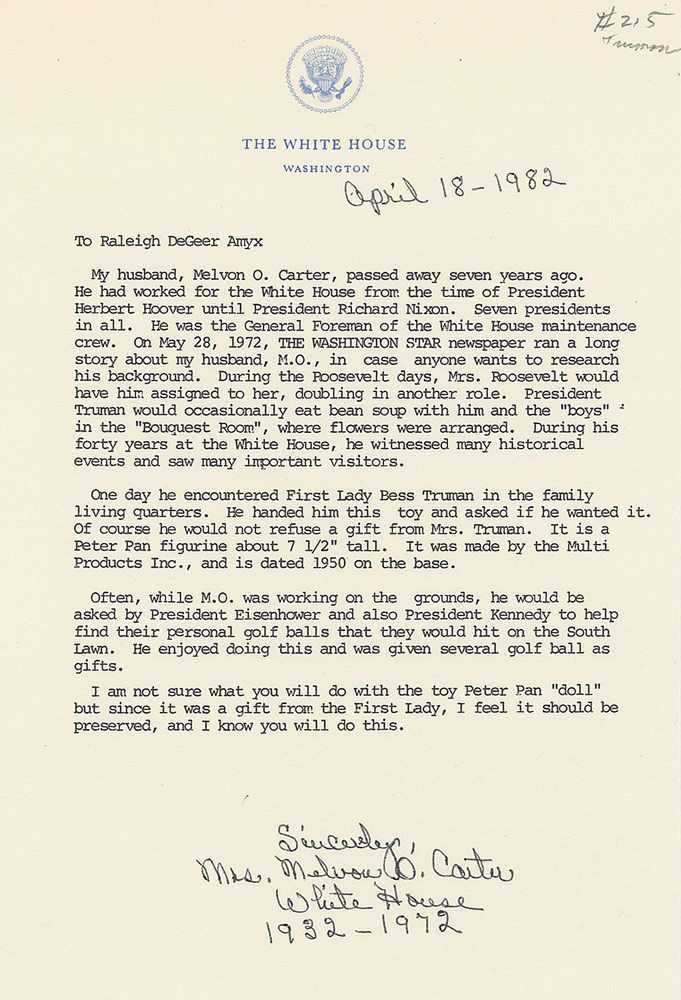 #215
Truman
THE WHITE HOUSE
WASHINGTON
April 18-1982
To Raleigh DeGeer Amyx
My husband, Melvon O. Carter, passed away seven years ago.
He had worked for the White House from the time of President
Herbert Hoover until President Richard Nixon. Seven presidents
in all. He was the General Foreman of the White House maintenance
crew. On May 28, 1972, THE WASHINGTON STAR newspaper ran a long
story about my husband, M.O., in case anyone wants to research
his background. During the Roosevelt days, Mrs. Roosevelt would
have him assigned to her, doubling in another role. President
Truman would occasionally eat bean soup with him and the "boys"
in the "Bouquest Room", where flowers were arranged. During his
forty years at the White House, he witnessed many historical
events and saw many important visitors.
One day he encountered First Lady Bess Truman in the family
living quarters. He handed him this toy and asked if he wanted it.
Of course he would not refuse a gift from Mrs. Truman. It is a
Peter Pan figurine about 7 1/2" tall. It was made by the Multi
Products Inc., and is dated 1950 on the base.
Often, while M.O. was working on the grounds, he would be
asked by President Eisenhower and also President Kennedy to help
find their personal golf balls that they would hit on the South
Lawn. He enjoyed doing this and was given several golf ball as
gifts.
I am not sure what you will do with the toy Peter Pan "doll"
but since it was a gift from the First Lady, I feel it should be
preserved, and I know you will do this.
Sincerely,
Mrs. Melvon O. Carter
White House
1932-1972